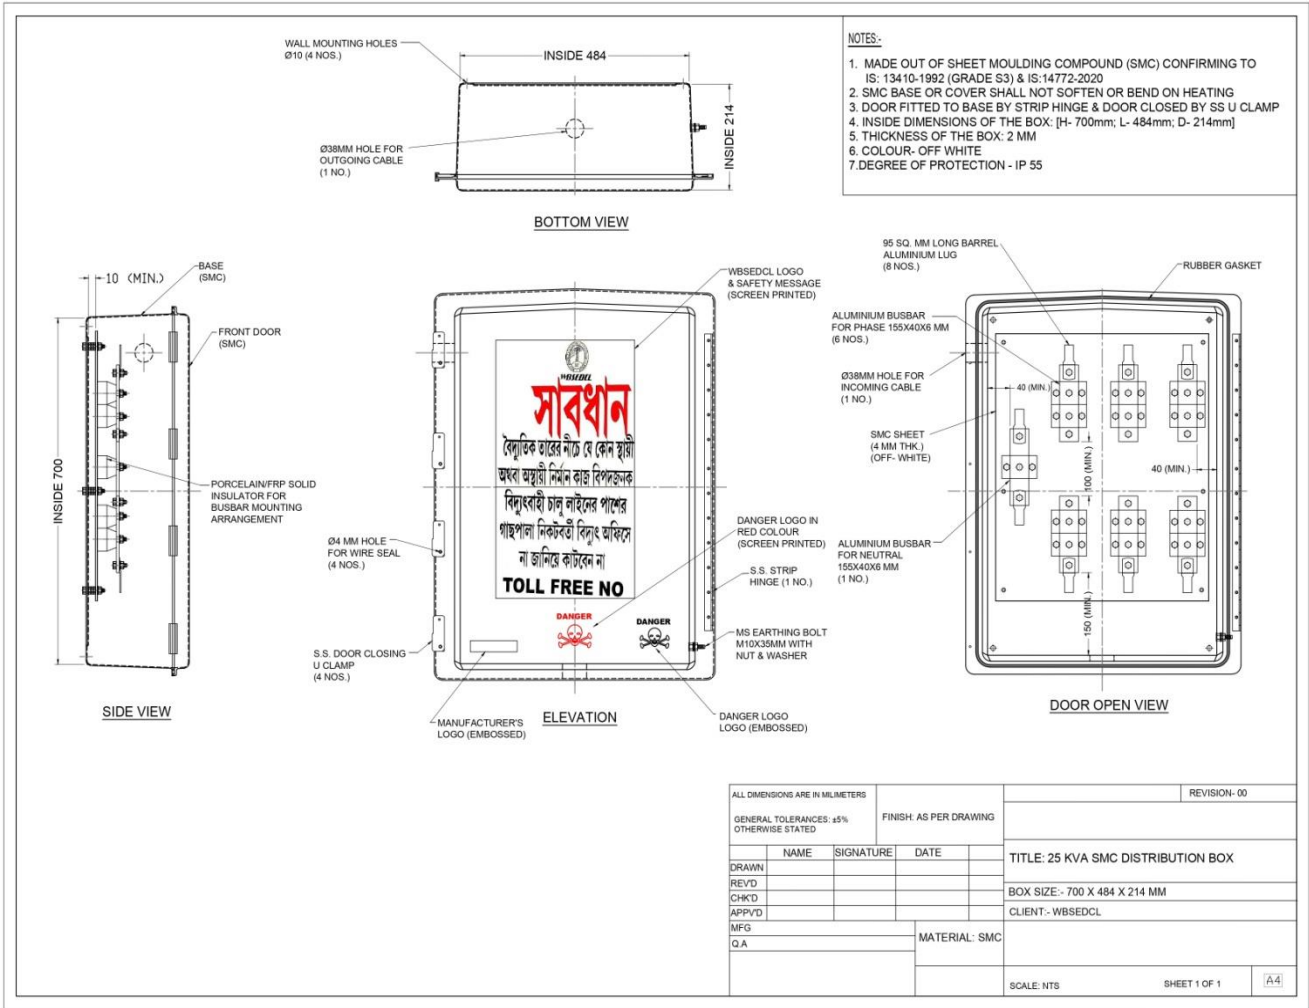 WALL MOUNTING HOLES
Ø10 (4 NOS.)
INSIDE 484
Ø38MM HOLE FOR
OUTGOING CABLE
(1 NO.)
INSIDE 214
BOTTOM VIEW
NOTES:-
1. MADE OUT OF SHEET MOULDING COMPOUND (SMC) CONFIRMING TO
IS: 13410-1992 (GRADE S3) & IS:14772-2020
2. SMC BASE OR COVER SHALL NOT SOFTEN OR BEND ON HEATING
3. DOOR FITTED TO BASE BY STRIP HINGE & DOOR CLOSED BY SS U CLAMP
4. INSIDE DIMENSIONS OF THE BOX: [H- 700mm; L- 484mm; D- 214mm]
5. THICKNESS OF THE BOX: 2 MM
6. COLOUR- OFF WHITE
7.DEGREE OF PROTECTION - IP 55
10 (MIN.)
BASE
(SMC)
FRONT DOOR
(SMC)
INSIDE 700
PORCELAIN/FRP SOLID
INSULATOR FOR
BUSBAR MOUNTING
ARRANGEMENT
SIDE VIEW
WBSEDCL LOGO
& SAFETY MESSAGE
(SCREEN PRINTED)
WBSEDCL
সাবধান
বৈদ্যুতিক তারের নীচে যে কোন স্থায়ী
অথবা অস্থায়ী নির্মান কাজ বিপদজনক
বিদ্যুৎবাহী চালু লাইনের পাশের
গাছপালা নিকটবর্তী বিদ্যুৎ অফিসে
না জানিয়ে কাটবেন না
TOLL FREE NO
DANGER
DANGER
Ø4 MM HOLE
FOR WIRE SEAL
(4 NOS.)
S.S. DOOR CLOSING
U CLAMP
(4 NOS.)
MANUFACTURER'S
LOGO (EMBOSSED)
ELEVATION
DANGER LOGO IN
RED COLOUR
(SCREEN PRINTED)
S.S. STRIP
HINGE (1 NO.)
MS EARTHING BOLT
M10X35MM WITH
NUT & WASHER
DANGER LOGO
LOGO (EMBOSSED)
95 SQ. MM LONG BARREL
ALUMINIUM LUG
(8 NOS.)
RUBBER GASKET
ALUMINIUM BUSBAR
FOR PHASE 155X40X6 MM
(6 NOS.)
Ø38MM HOLE FOR
INCOMING CABLE
(1 NO.)
40 (MIN.)
SMC SHEET
(4 MM THK.)
(OFF- WHITE)
100 (MIN.)
40 (MIN.)
ALUMINIUM BUSBAR
FOR NEUTRAL
155X40X6 MM
(1 NO.)
150 (MIN.)
DOOR OPEN VIEW
ALL DIMENSIONS ARE IN MILIMETERS
GENERAL TOLERANCES: ±5%
OTHERWISE STATED
FINISH: AS PER DRAWING
REVISION- 00
NAME SIGNATURE DATE
DRAWN
REV'D
CHK'D
APPV'D
MFG
Q.A
MATERIAL: SMC
TITLE: 25 KVA SMC DISTRIBUTION BOX
BOX SIZE:- 700 X 484 X 214 MM
CLIENT:- WBSEDCL
SCALE: NTS
SHEET 1 OF 1
A4